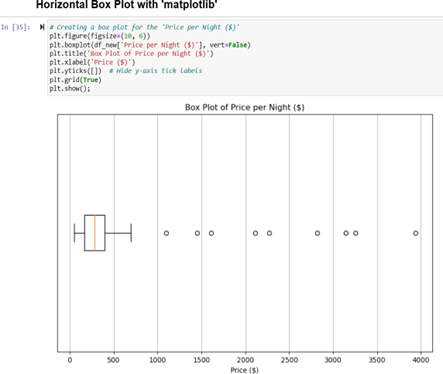 Horizontal Box Plot with 'matplotlib'
In [35]: # Creating a box plot for the 'Price per Night ($)'
plt.figure(figsize=(10, 6))
plt.boxplot(df_new['Price per Night ($)'], vert=False)
plt.title('Box Plot of Price per Night ($)')
plt.xlabel('Price ($)')
plt.yticks([]) # Hide y-axis tick labels
plt.grid(True)
plt.show();
Box Plot of Price per Night ($)
0 500 1000 1500 2000 2500 3000 3500 4000
Price ($)